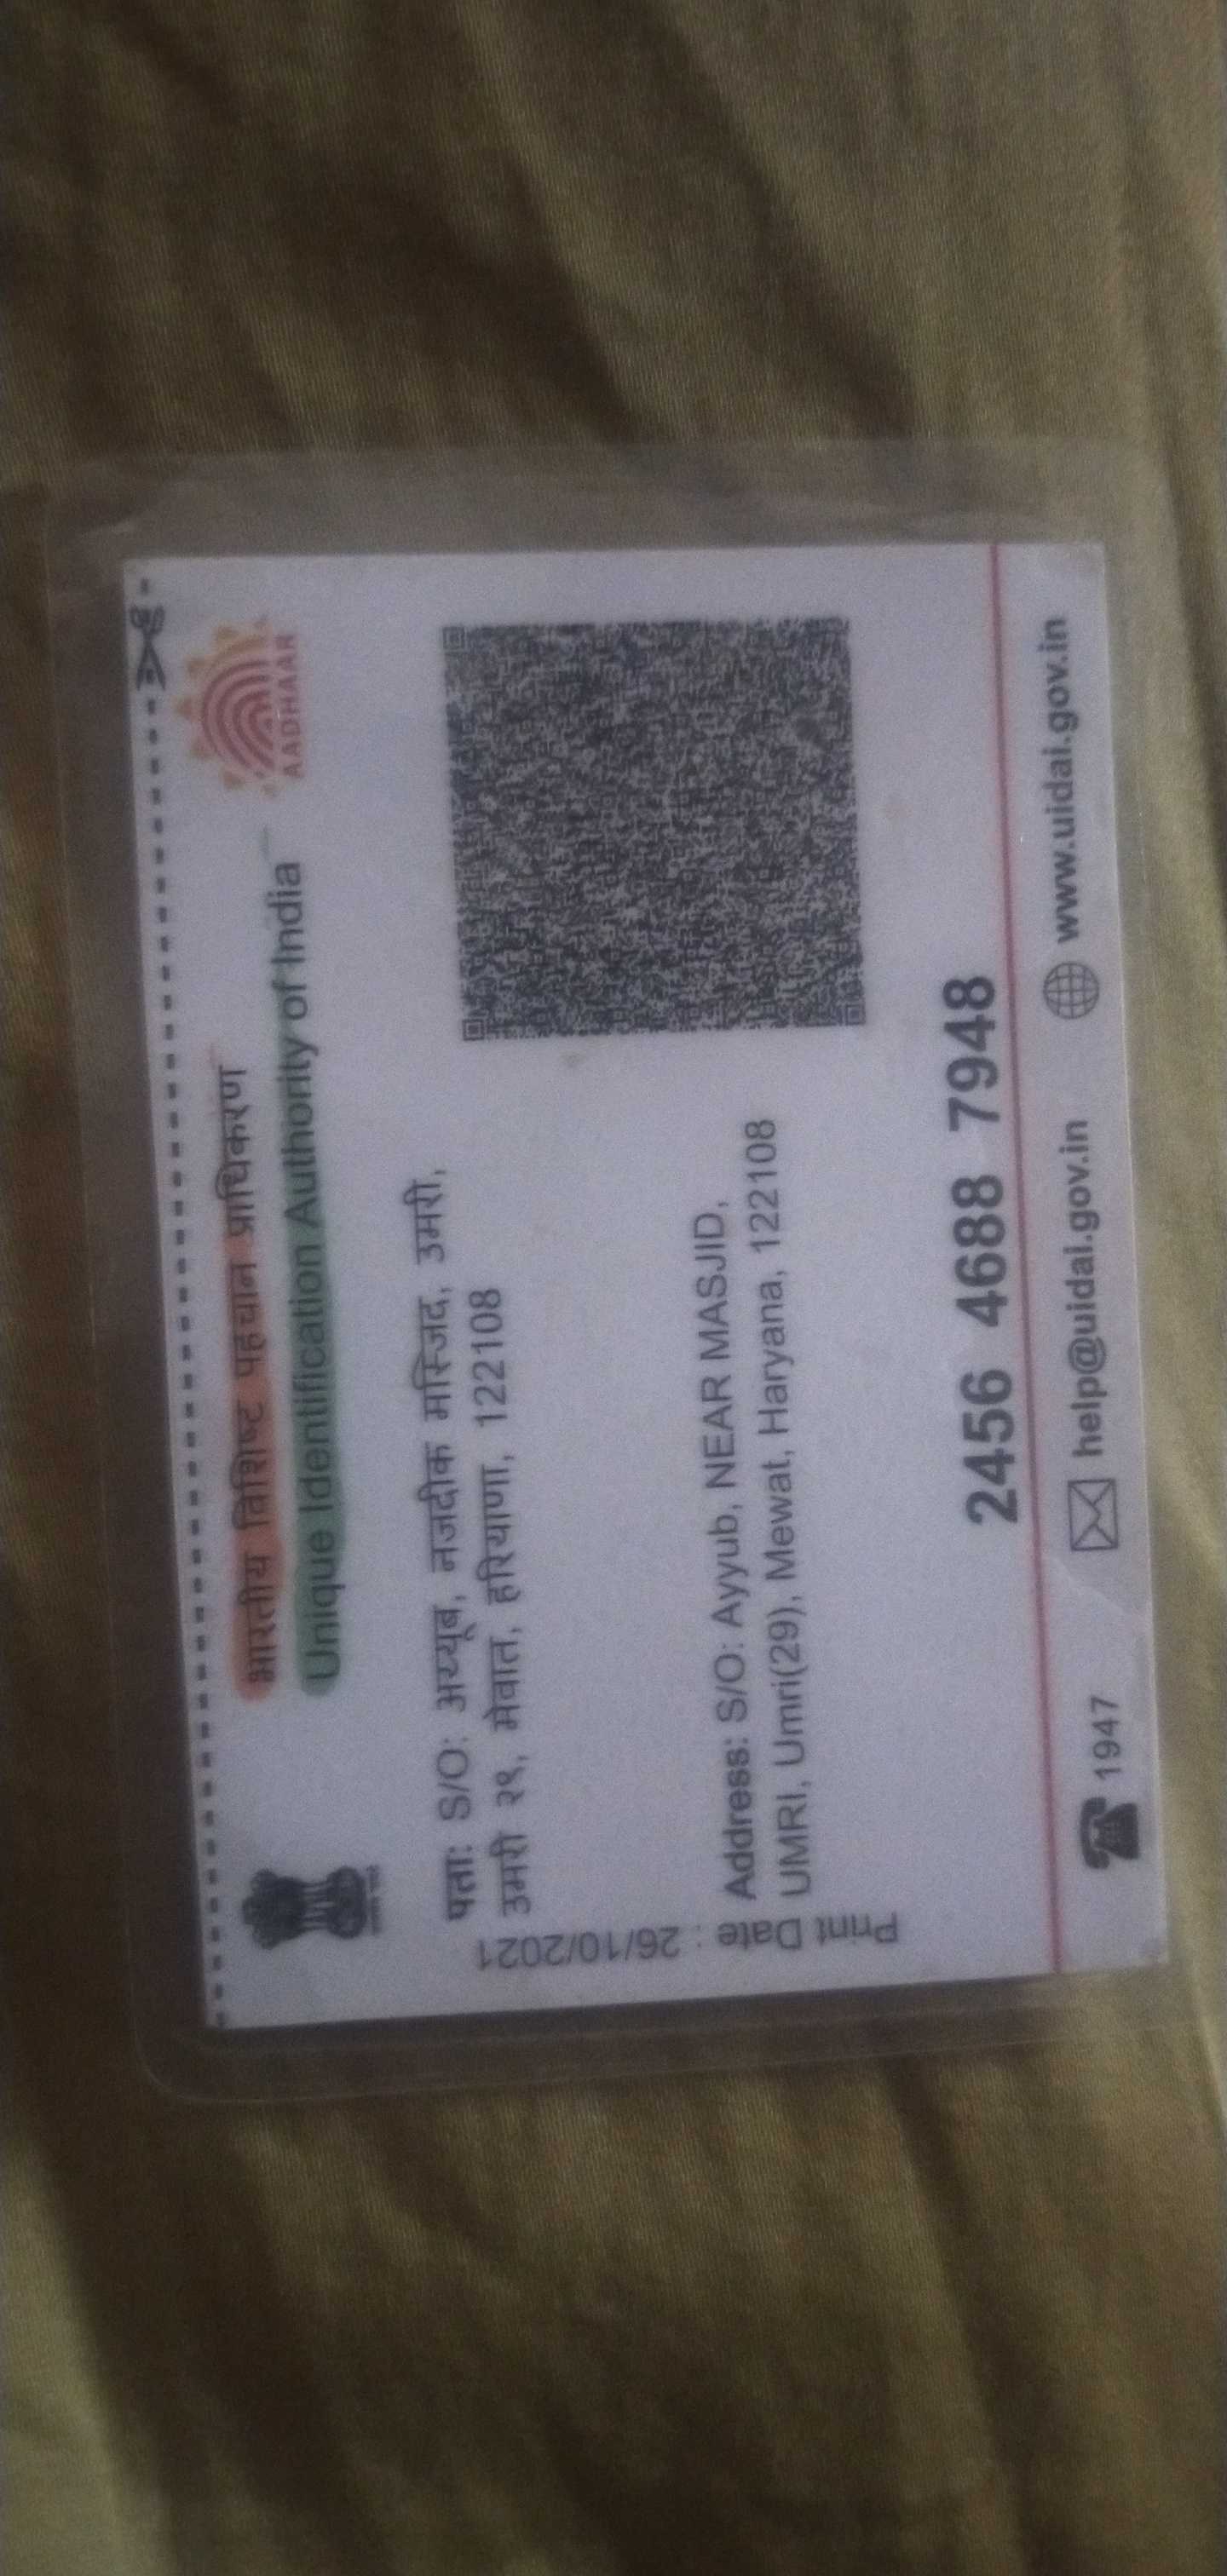 भारतीय विशिष्ट पहचान प्राधिकरण
Unique Identification Authority of India
AADHAAR
पता: S/O: अय्यूब, नजदीक मस्जिद, उमरी,
उमरी २९, मेवात, हरियाणा, 122108
Address: S/O: Ayyub, NEAR MASJID,
UMRI, Umri(29), Mewat, Haryana, 122108
Print Date : 26/10/2021
2456 4688 7948
1947
help@uidai.gov.in
www.uidai.gov.in